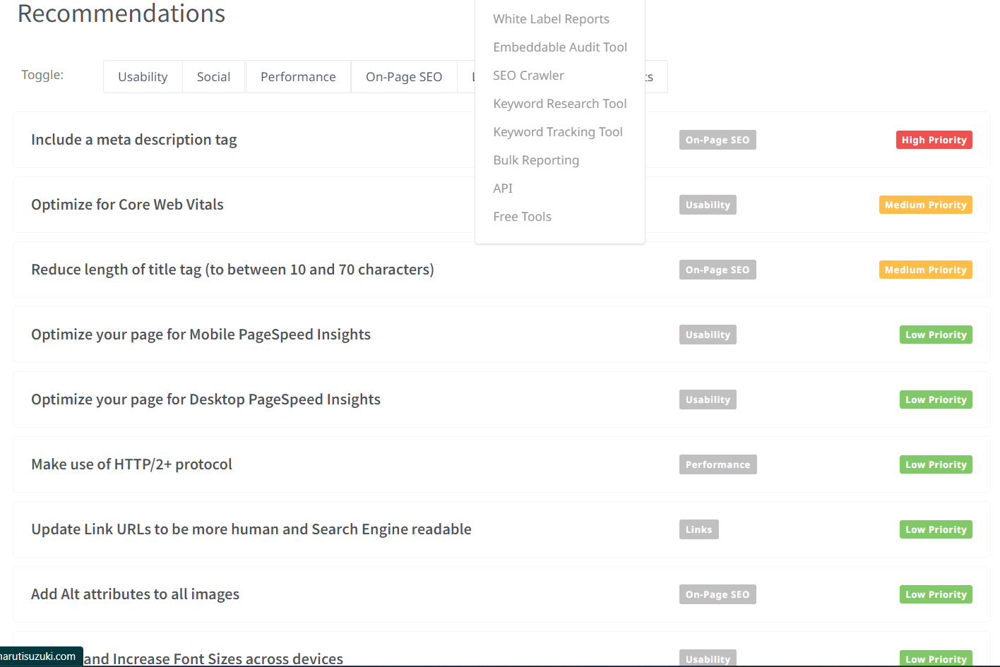 Recommendations
White Label Reports
Embeddable Audit Tool
SEO Crawler
Keyword Research Tool
Keyword Tracking Tool
Bulk Reporting
API
Free Tools
Toggle:
Usability
Social
Performance
On-Page SEO
Include a meta description tag On-Page SEO High Priority
Optimize for Core Web Vitals Usability Medium Priority
Reduce length of title tag (to between 10 and 70 characters) On-Page SEO Medium Priority
Optimize your page for Mobile PageSpeed Insights Usability Low Priority
Optimize your page for Desktop PageSpeed Insights Usability Low Priority
Make use of HTTP/2+ protocol Performance Low Priority
Update Link URLs to be more human and Search Engine readable Links Low Priority
Add Alt attributes to all images On-Page SEO Low Priority
and Increase Font Sizes across devices Usability Low Priority
arutisuzuki.com